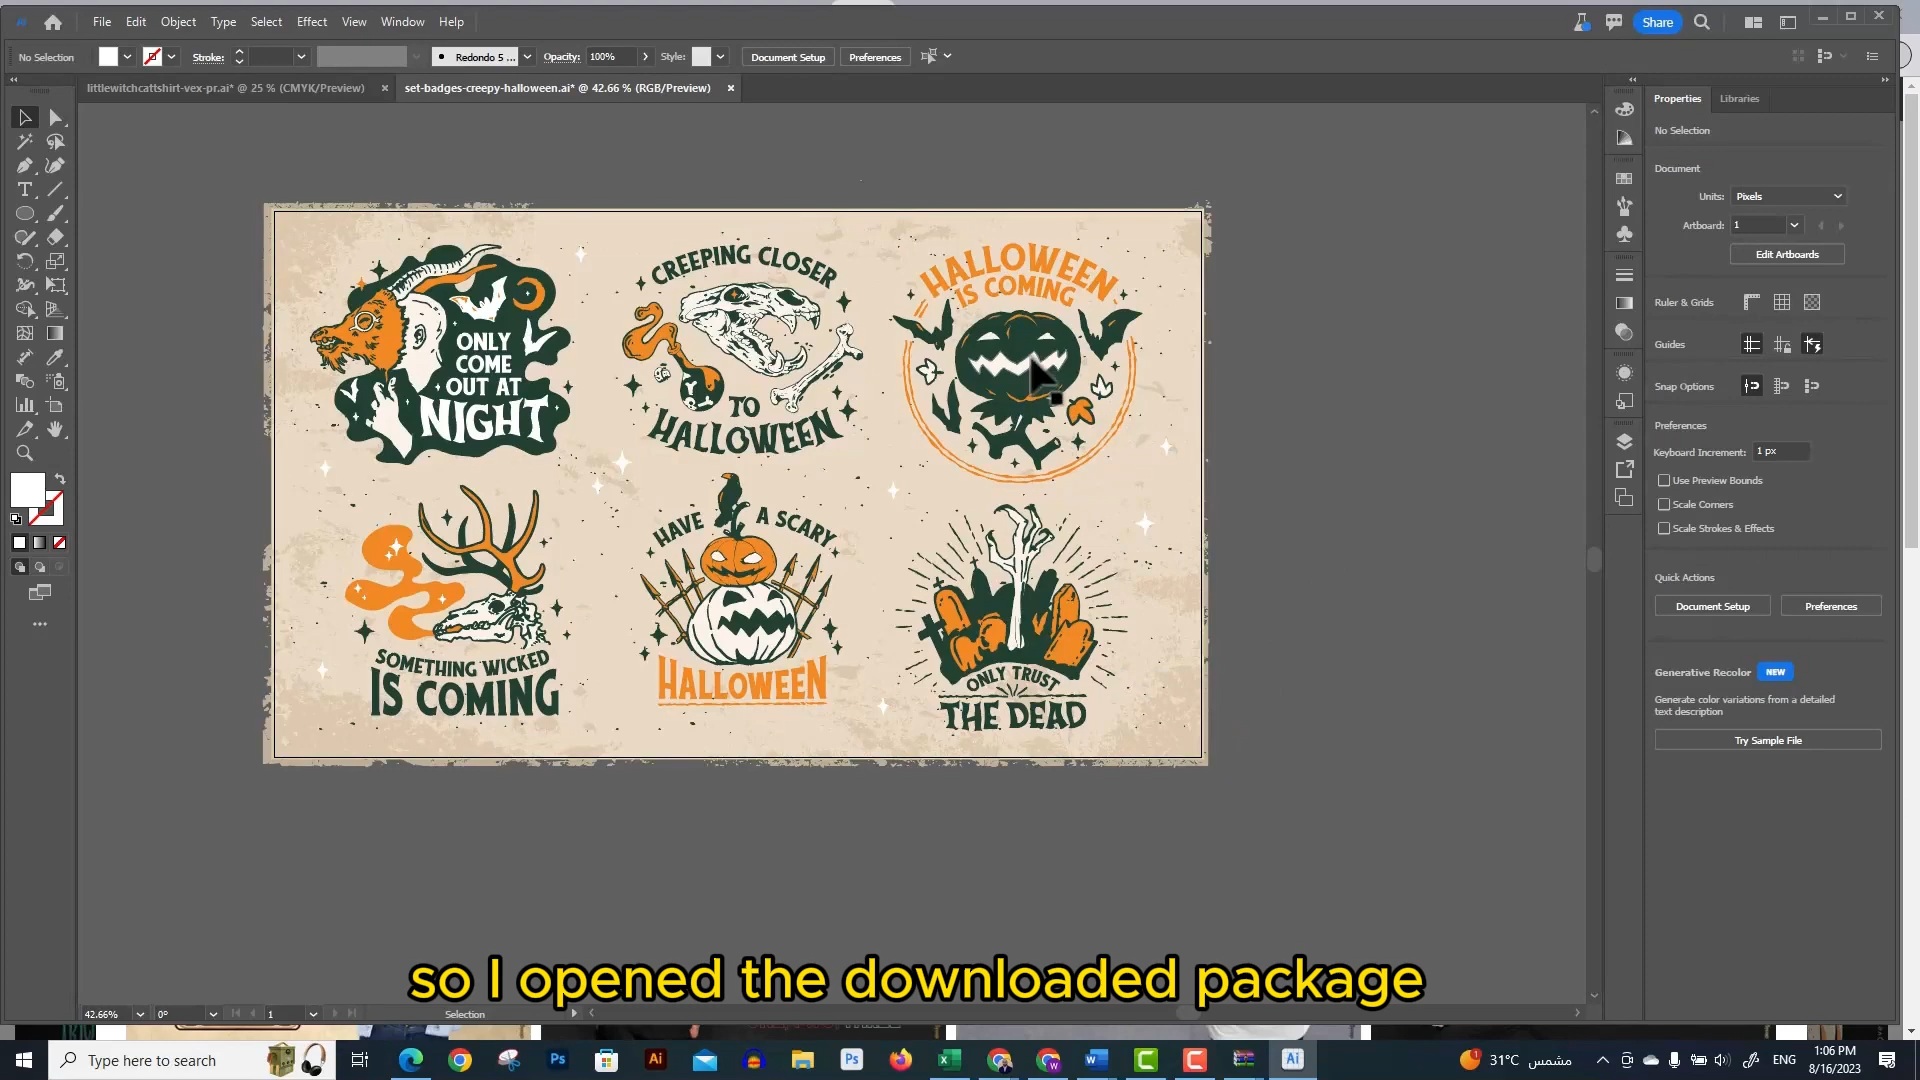 File Edit Object Type Select Effect View Window Help
Share
No Selection
Stroke:
Redondo 5 ...
Opacity: 100%
Style:
Document Setup
Preferences
littlewitchcattshirt-vex-pr.ai* @ 25 % (CMYK/Preview)
set-badges-creepy-halloween.ai* @ 42.66 % (RGB/Preview)
ONLY
COME
OUT AT
NIGHT
CREEPING CLOSER
TO
HALLOWEEN
HALLOWEEN
IS COMING
SOMETHING WICKED
IS COMING
HAVE A SCARY
HALLOWEEN
ONLY TRUST
THE DEAD
Properties Libraries
No Selection
Document
Units: Pixels
Artboard: 1
Edit Artboards
Ruler & Grids
Guides
Snap Options
Preferences
Keyboard Increment: 1 px
Use Preview Bounds
Scale Corners
Scale Strokes & Effects
Quick Actions
Document Setup
Preferences
Generative Recolor NEW
Generate color variations from a detailed
text description
Try Sample File
so I opened the downloaded package
42.66% 0° 1 Selection
Type here to search
31°C مشمس
ENG
1:06 PM
8/16/2023